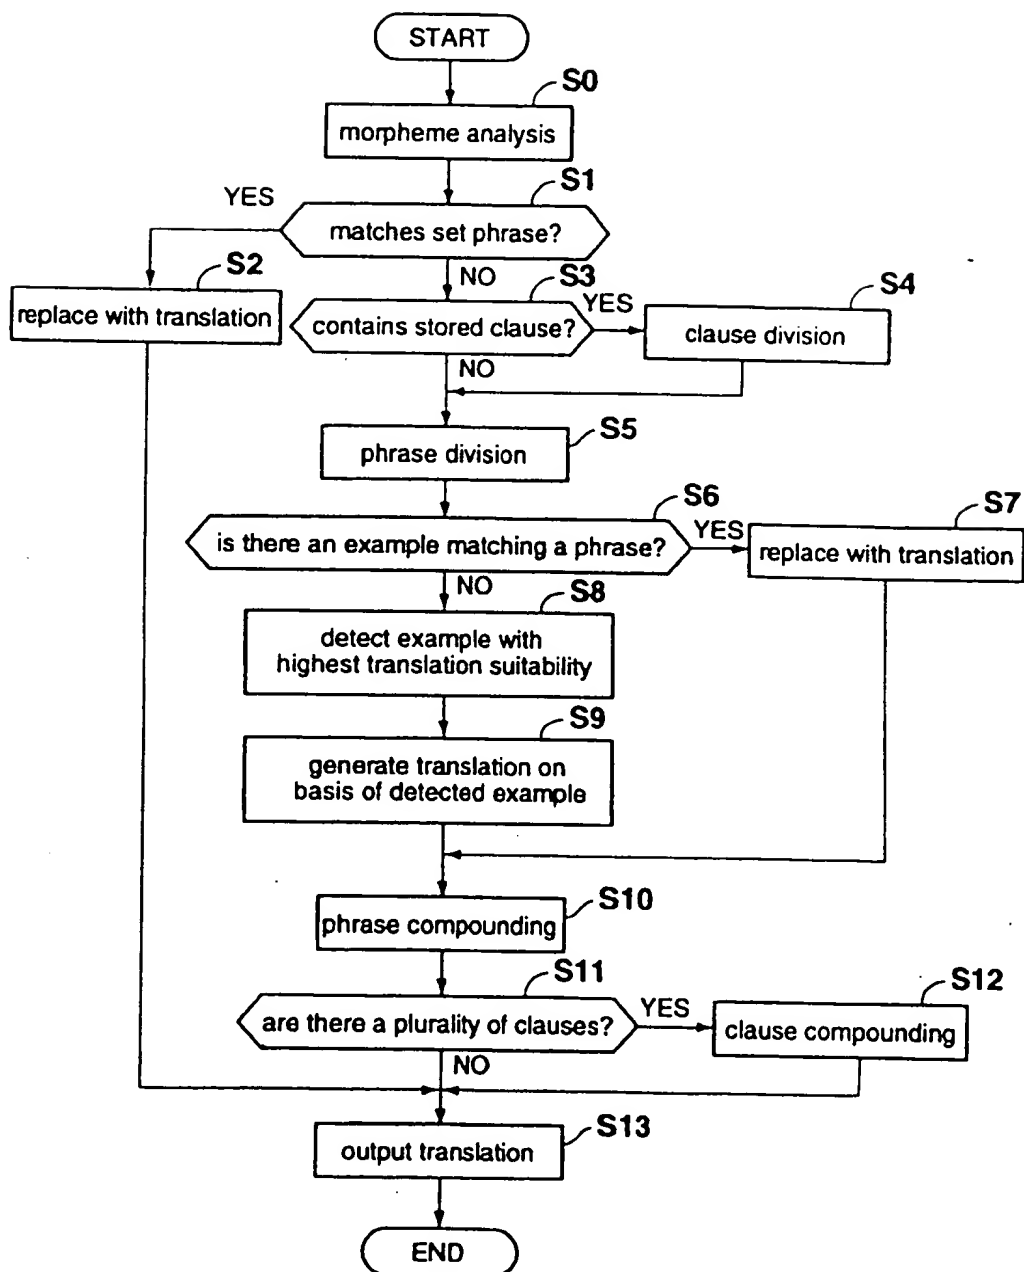 START
S0
morpheme analysis
S1
YES
matches set phrase?
S2
NO
S3
YES
S4
replace with translation
contains stored clause?
clause division
NO
S5
phrase division
S6
S7
is there an example matching a phrase?
YES
replace with translation
NO
S8
detect example with
highest translation suitability
S9
generate translation on
basis of detected example
S10
phrase compounding
S11
S12
are there a plurality of clauses?
YES
clause compounding
NO
S13
output translation
END